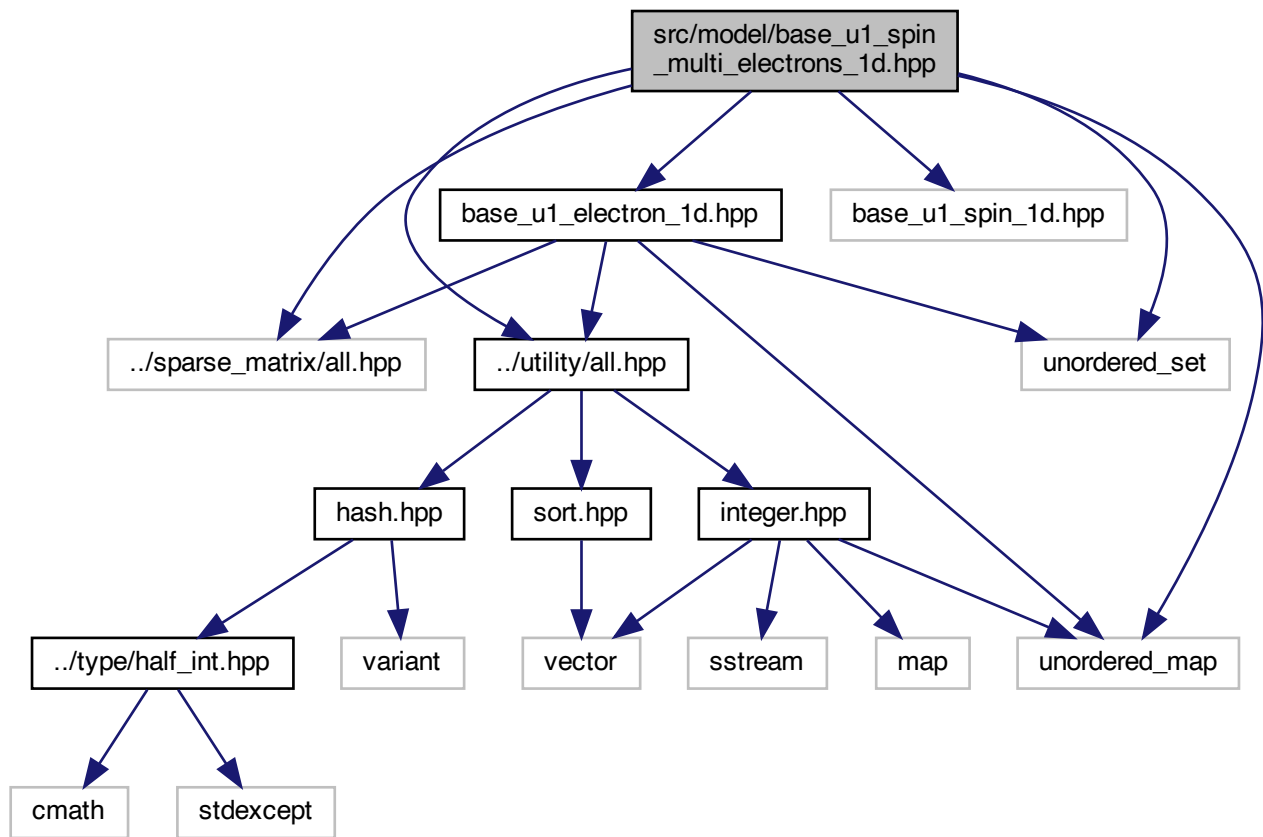 src/model/base_u1_spin
_multi_electrons_1d.hpp
base_u1_electron_1d.hpp
base_u1_spin_1d.hpp
../sparse_matrix/all.hpp
../utility/all.hpp
unordered_set
hash.hpp
sort.hpp
integer.hpp
../type/half_int.hpp
variant
vector
sstream
map
unordered_map
cmath
stdexcept